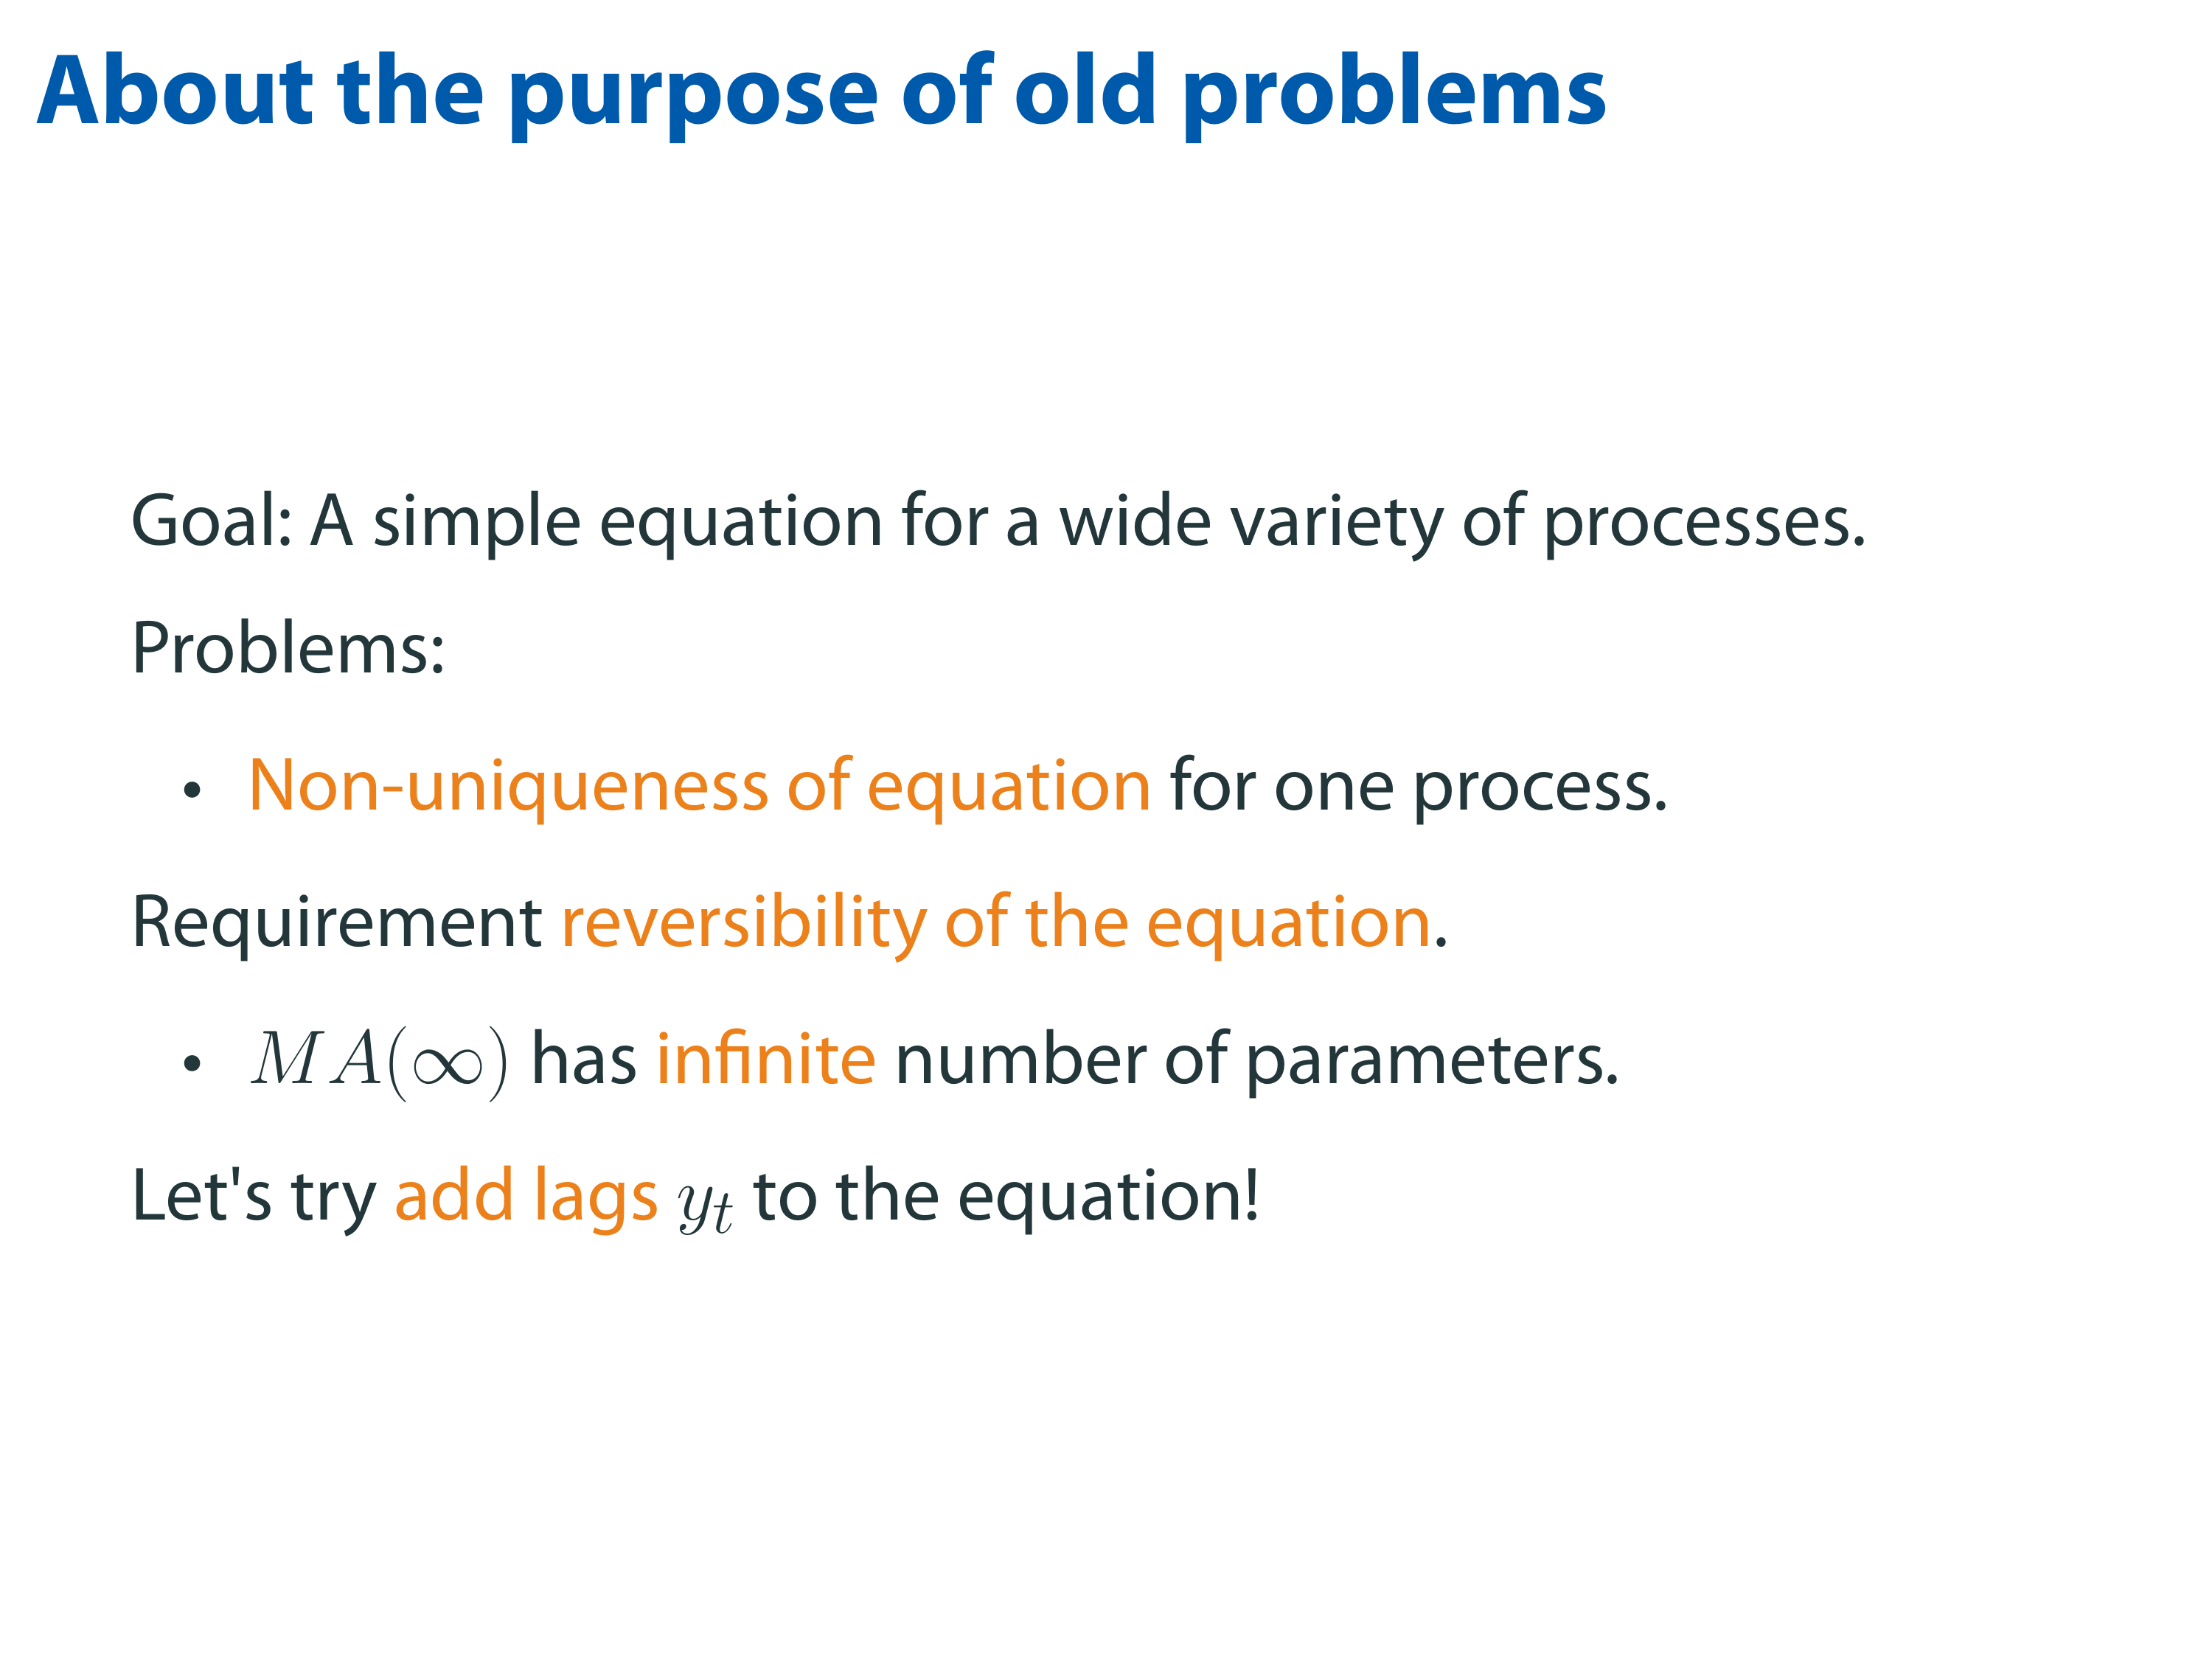 About the purpose of old problems
Goal: A simple equation for a wide variety of processes.
Problems:
• Non-uniqueness of equation for one process.
Requirement reversibility of the equation.
• $MA(\infty)$ has infinite number of parameters.
Let's try add lags $y_t$ to the equation!